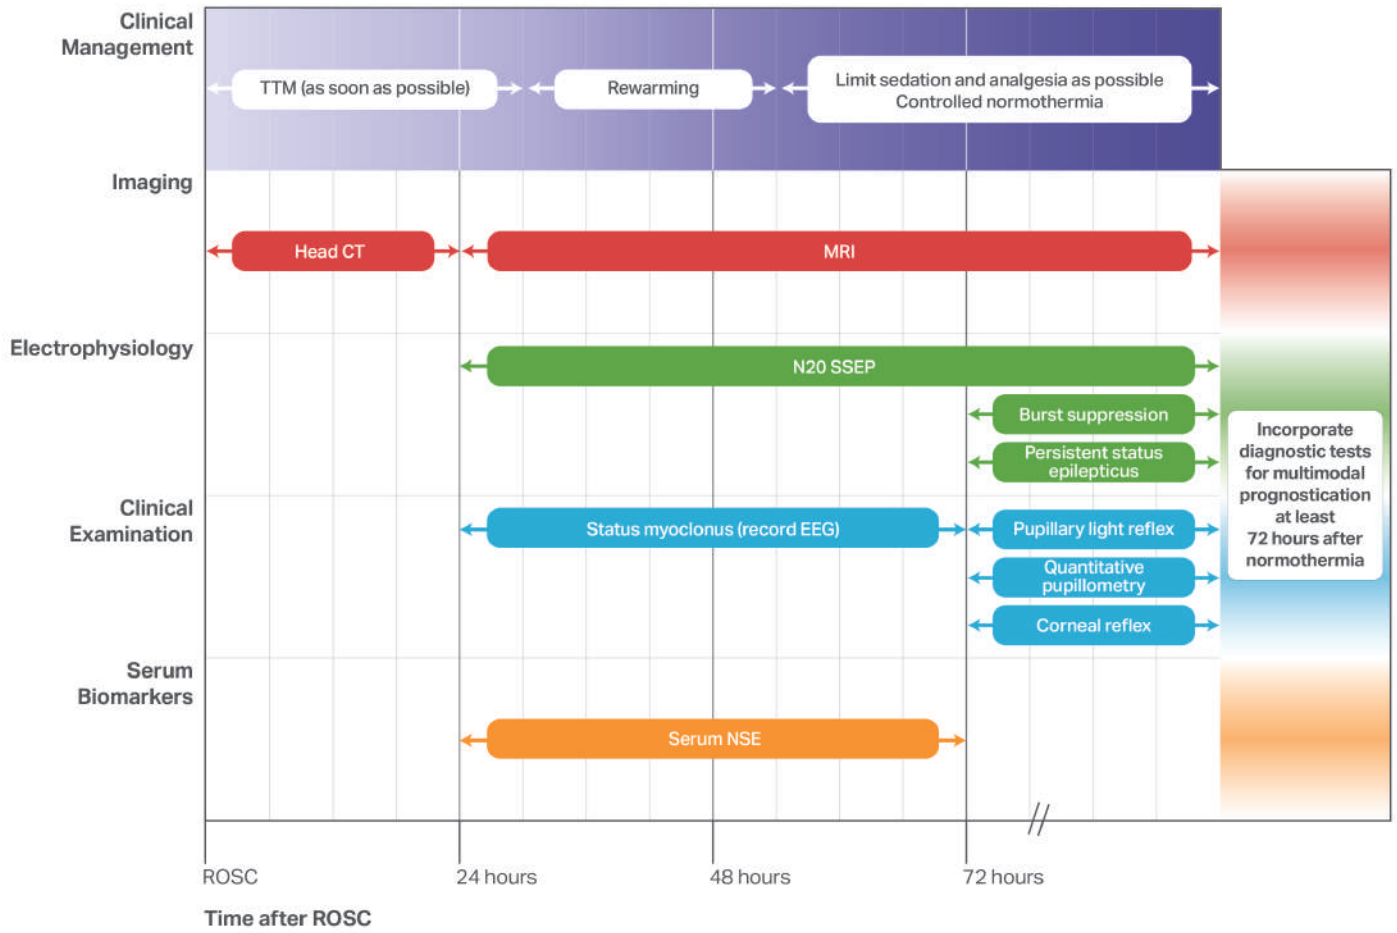 Clinical
Management
TTM (as soon as possible)
Rewarming
Limit sedation and analgesia as possible
Controlled normothermia
Imaging
Head CT
MRI
Electrophysiology
N20 SSEP
Burst suppression
Persistent status
epilepticus
Clinical
Examination
Status myoclonus (record EEG)
Pupillary light reflex
Quantitative
pupillometry
Corneal reflex
Incorporate
diagnostic tests
for multimodal
prognostication
at least
72 hours after
normothermia
Serum
Biomarkers
Serum NSE
ROSC
24 hours
48 hours
72 hours
Time after ROSC